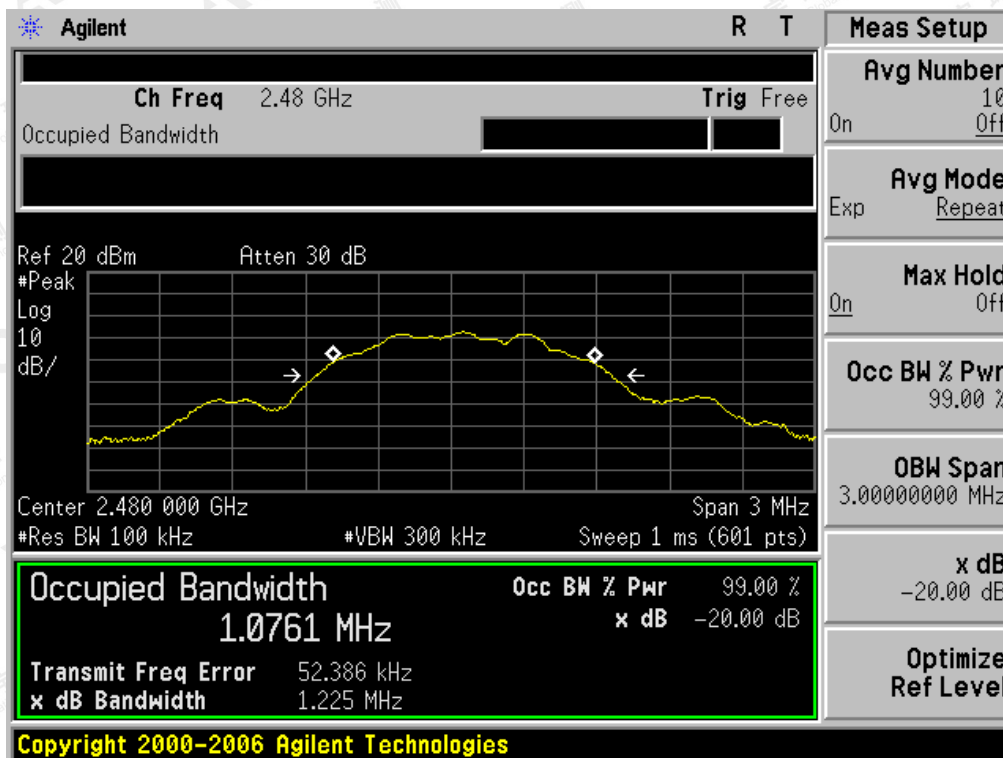 Agilent R T Meas Setup
Ch Freq 2.48 GHz Trig Free
Occupied Bandwidth
Ref 20 dBm Atten 30 dB
#Peak
Log
10
dB/
Center 2.480 000 GHz Span 3 MHz
#Res BW 100 kHz #VBW 300 kHz Sweep 1 ms (601 pts)
Occupied Bandwidth
1.0761 MHz
Occ BW % Pwr 99.00 %
x dB -20.00 dB
Transmit Freq Error 52.386 kHz
x dB Bandwidth 1.225 MHz
Copyright 2000-2006 Agilent Technologies
Avg Number
10
On Off
Avg Mode
Exp Repeat
Max Hold
On Off
Occ BW % Pwr
99.00 %
OBW Span
3.00000000 MHz
x dB
-20.00 dB
Optimize
Ref Level